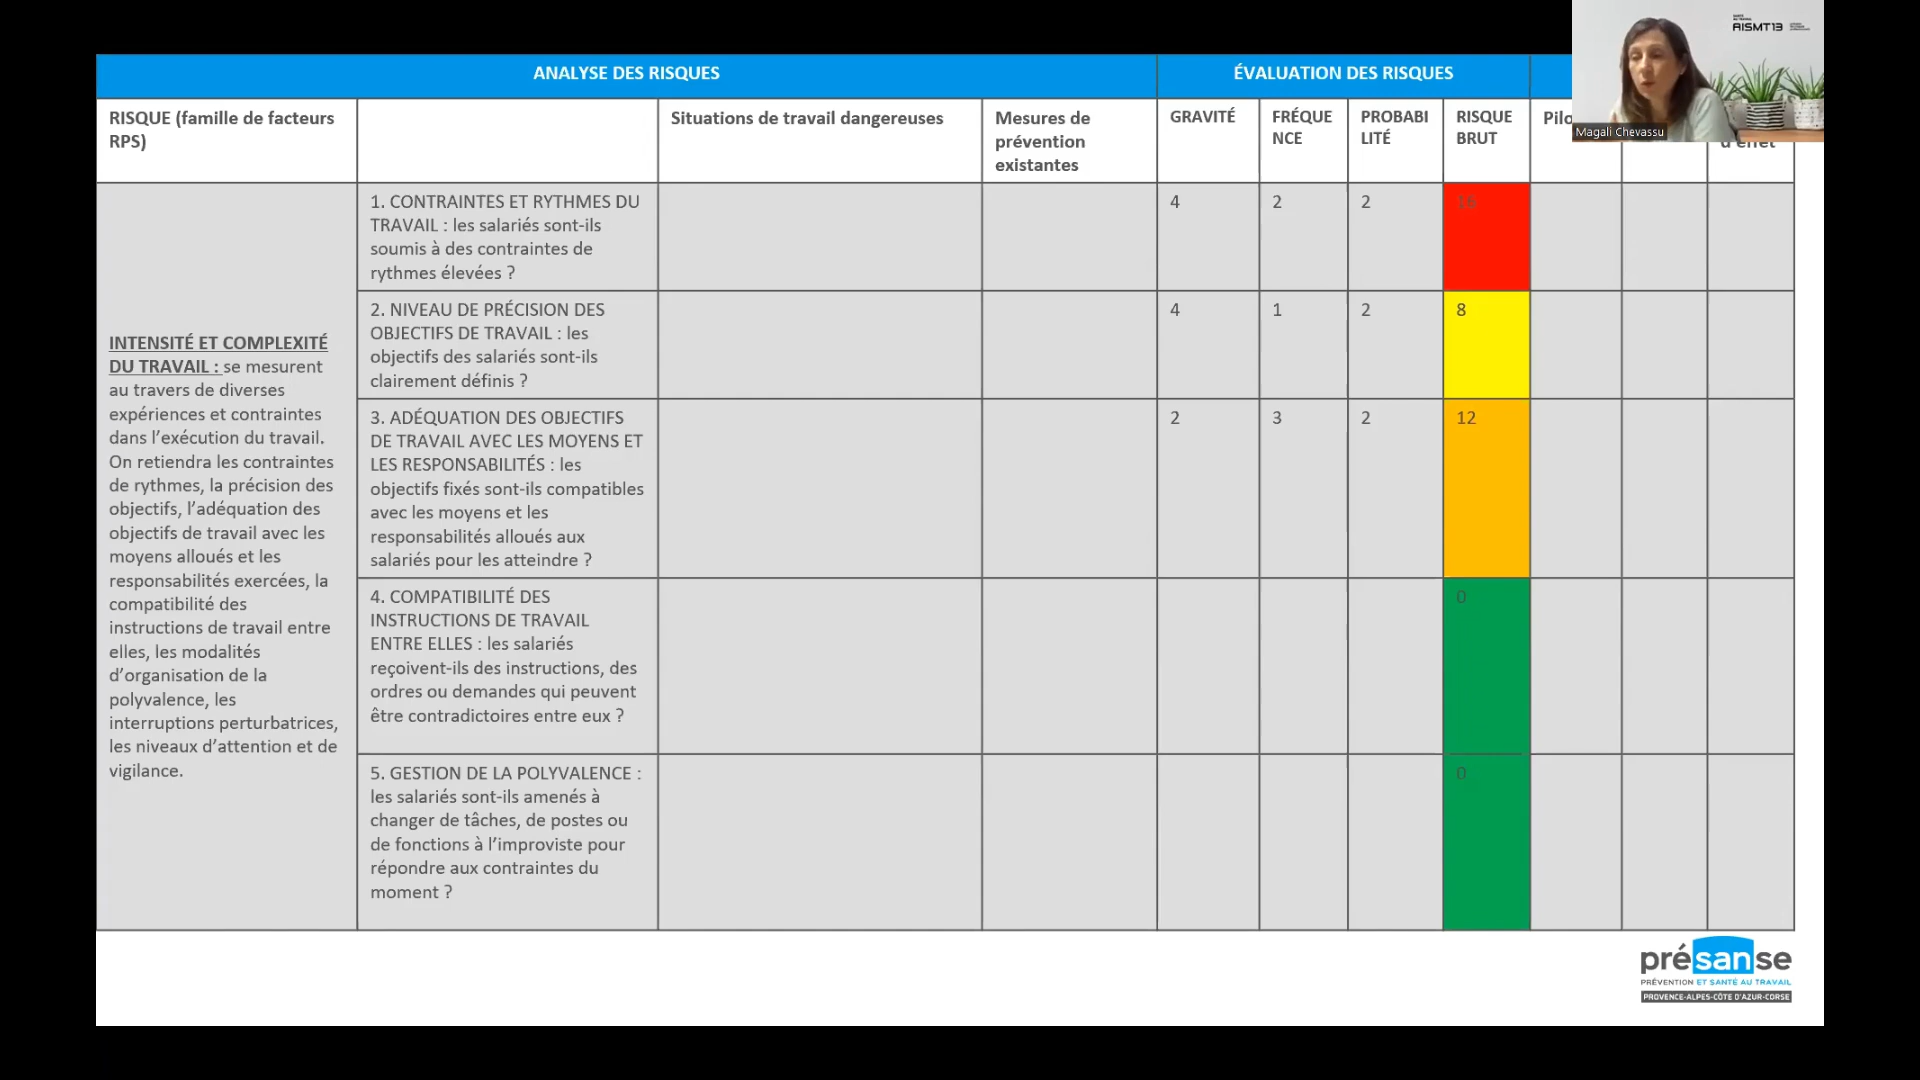 ANALYSE DES RISQUES
ÉVALUATION DES RISQUES
RISQUE (famille de facteurs
RPS)
Situations de travail dangereuses
Mesures de
prévention
existantes
GRAVITÉ
FRÉQUE
NCE
PROBABI
LITÉ
RISQUE
BRUT
d'effet
AISMT13
Magali Chevassu
INTENSITÉ ET COMPLEXITÉ
DU TRAVAIL : se mesurent
au travers de diverses
expériences et contraintes
dans l’exécution du travail.
On retiendra les contraintes
de rythmes, la précision des
objectifs, l’adéquation des
objectifs de travail avec les
moyens alloués et les
responsabilités exercées, la
compatibilité des
instructions de travail entre
elles, les modalités
d’organisation de la
polyvalence, les
interruptions perturbatrices,
les niveaux d’attention et de
vigilance.
1. CONTRAINTES ET RYTHMES DU
TRAVAIL : les salariés sont-ils
soumis à des contraintes de
rythmes élevées ?
4
2
2
16
2. NIVEAU DE PRÉCISION DES
OBJECTIFS DE TRAVAIL : les
objectifs des salariés sont-ils
clairement définis ?
4
1
2
8
3. ADÉQUATION DES OBJECTIFS
DE TRAVAIL AVEC LES MOYENS ET
LES RESPONSABILITÉS : les
objectifs fixés sont-ils compatibles
avec les moyens et les
responsabilités alloués aux
salariés pour les atteindre ?
2
3
2
12
4. COMPATIBILITÉ DES
INSTRUCTIONS DE TRAVAIL
ENTRE ELLES : les salariés
reçoivent-ils des instructions, des
ordres ou demandes qui peuvent
être contradictoires entre eux ?
0
5. GESTION DE LA POLYVALENCE :
les salariés sont-ils amenés à
changer de tâches, de postes ou
de fonctions à l’improviste pour
répondre aux contraintes du
moment ?
0
présanse
PRÉVENTION ET SANTÉ AU TRAVAIL
PROVENCE-ALPES-CÔTE D'AZUR-CORSE